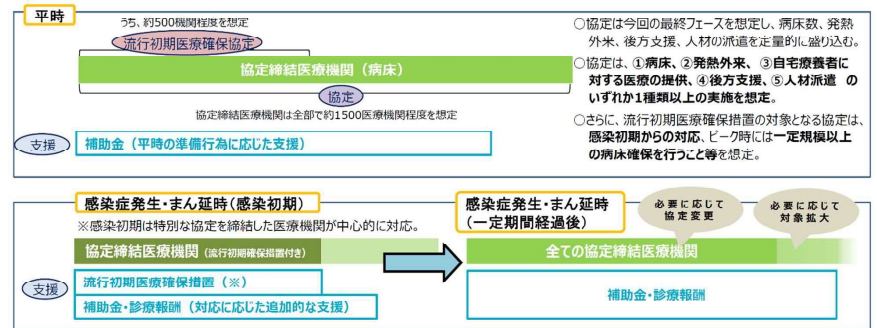 平時
うち、約500機関程度を想定
流行初期医療確保協定
協定締結医療機関（病床）
協定
協定締結医療機関は全部で約1500医療機関程度を想定
支援
補助金（平時の準備行為に応じた支援）
○協定は今回の最終フェースを想定し、病床数、発熱
外来、後方支援、人材の派遣を定量的に盛り込む。
○協定は、①病床、②発熱外来、③自宅療養者に
対する医療の提供、④後方支援、⑤人材派遣 の
いずれか1種類以上の実施を想定。
○さらに、流行初期医療確保措置の対象となる協定は、
感染初期からの対応、ピーク時には一定規模以上
の病床確保を行うこと等を想定。
感染症発生・まん延時（感染初期）
※感染初期は特別な協定を締結した医療機関が中心的に対応。
協定締結医療機関（流行初期確保措置付き）
支援
流行初期医療確保措置（※）
補助金・診療報酬（対応に応じた追加的な支援）
感染症発生・まん延時
（一定期間経過後）
必要に応じて
協定変更
必要に応じて
対象拡大
全ての協定締結医療機関
補助金・診療報酬